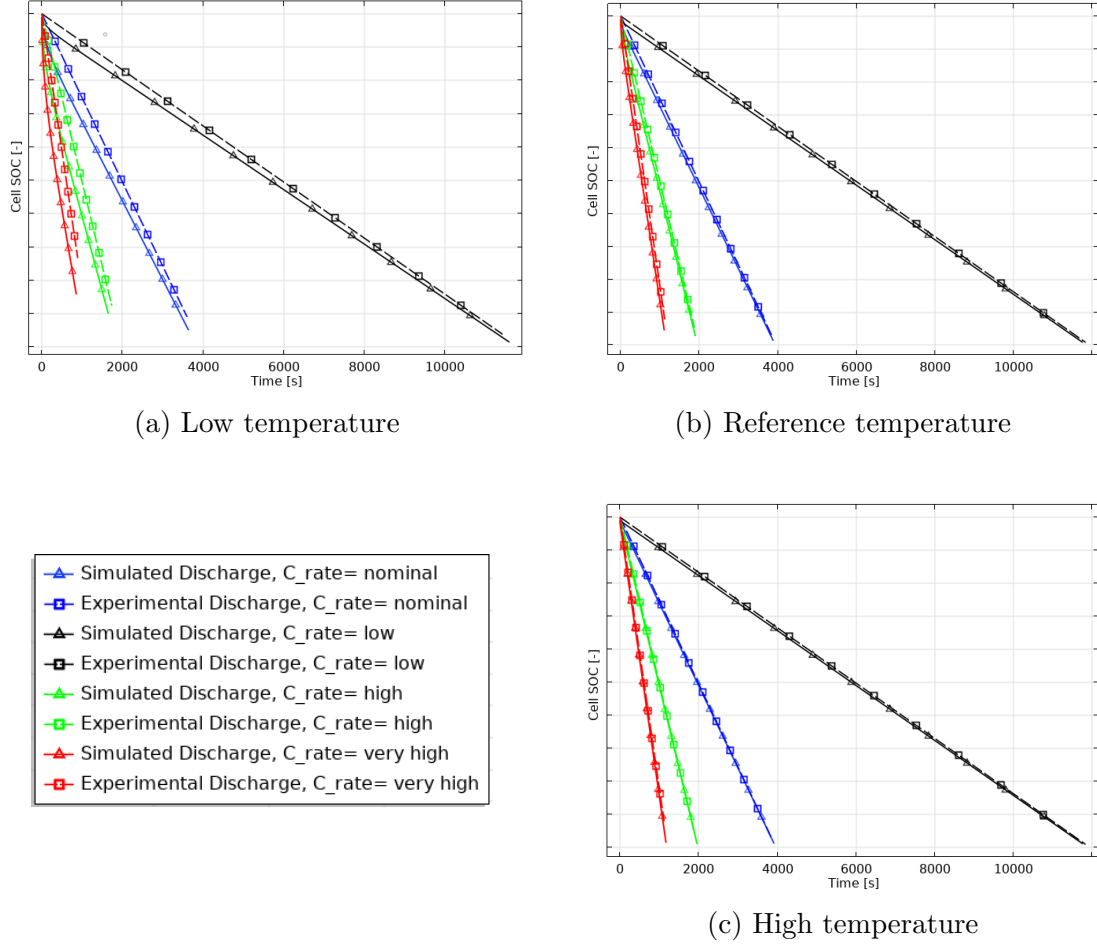 Cell SOC [-]
0 2000 4000 6000 8000 10000
Time [s]
(a) Low temperature
Cell SOC [-]
0 2000 4000 6000 8000 10000
Time [s]
(b) Reference temperature
Simulated Discharge, C_rate= nominal
Experimental Discharge, C_rate= nominal
Simulated Discharge, C_rate= low
Experimental Discharge, C_rate= low
Simulated Discharge, C_rate= high
Experimental Discharge, C_rate= high
Simulated Discharge, C_rate= very high
Experimental Discharge, C_rate= very high
Cell SOC [-]
0 2000 4000 6000 8000 10000
Time [s]
(c) High temperature